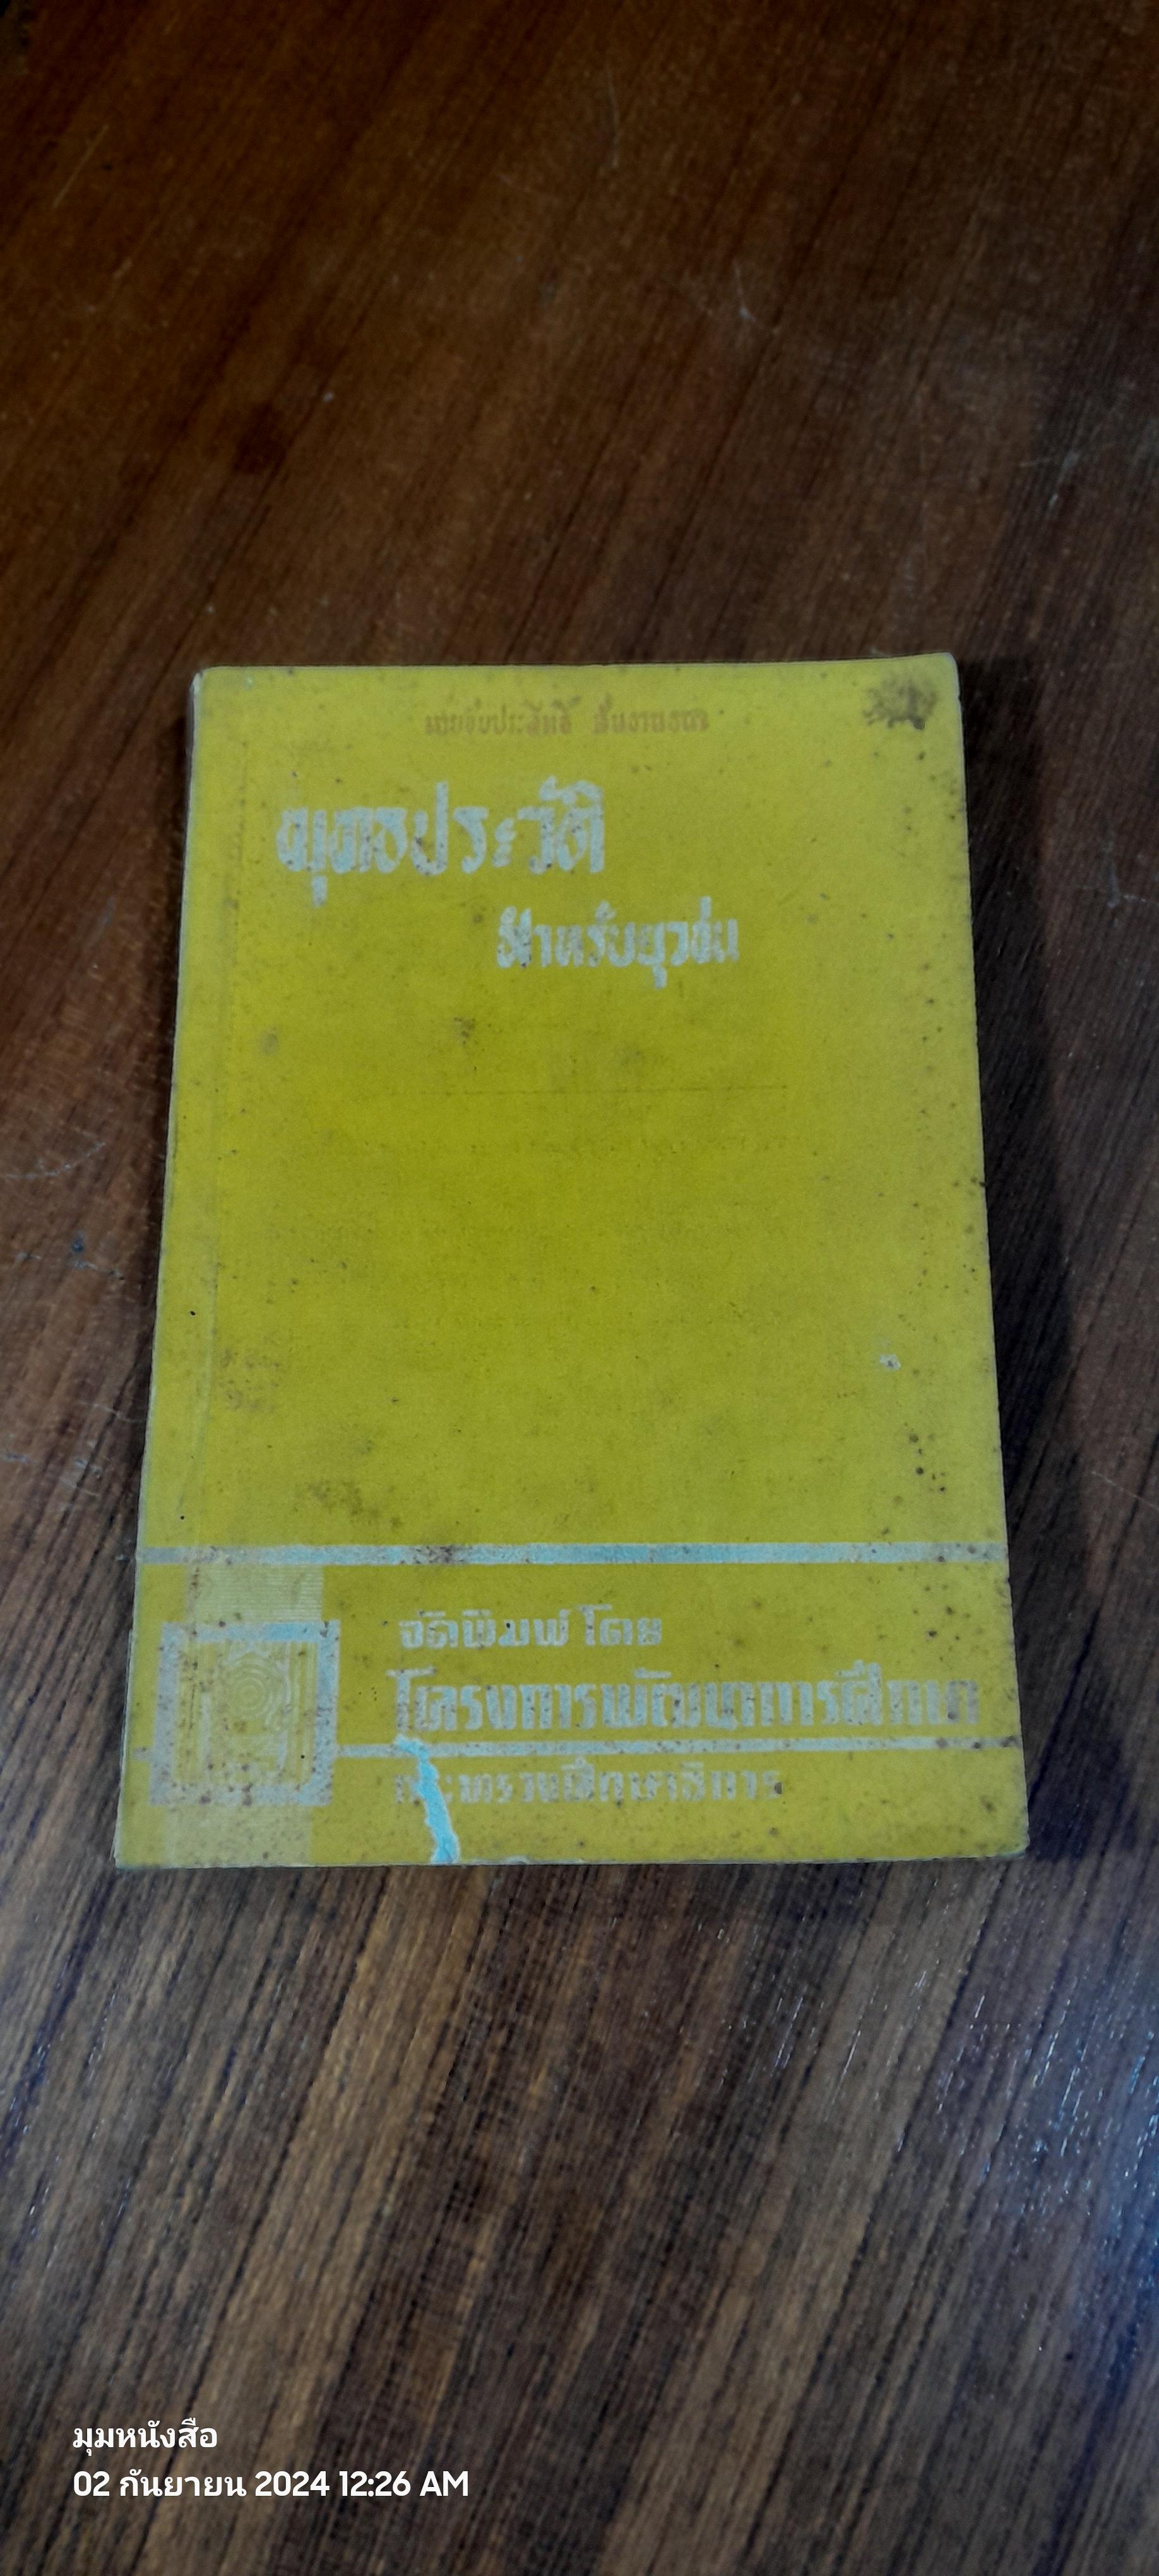 พุทธประวัติ
สำหรับยุวชน
จัดพิมพ์โดย
โครงการพัฒนาการศึกษา
กระทรวงศึกษาธิการ
มุมหนังสือ
02 กันยายน 2024 12:26 AM